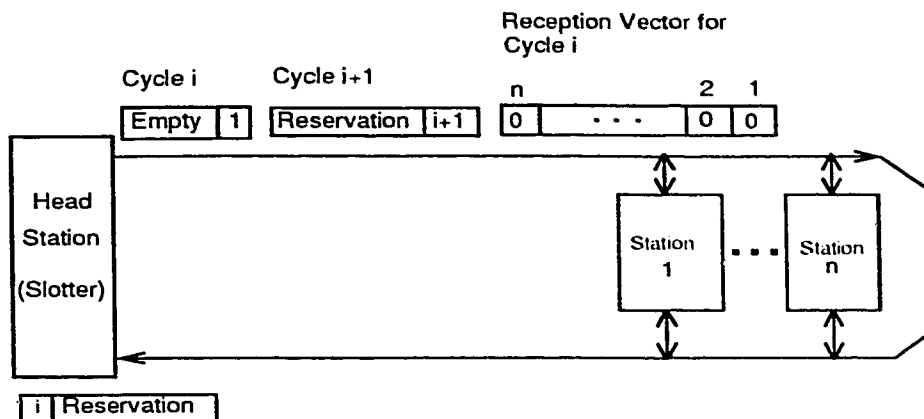 Reception Vector for
Cycle i
Cycle i
Cycle i+1
n
2
1
Empty
1
Reservation
i+1
0
...
0
0
Head
Station
(Slotter)
Station
1
...
Station
n
i
Reservation